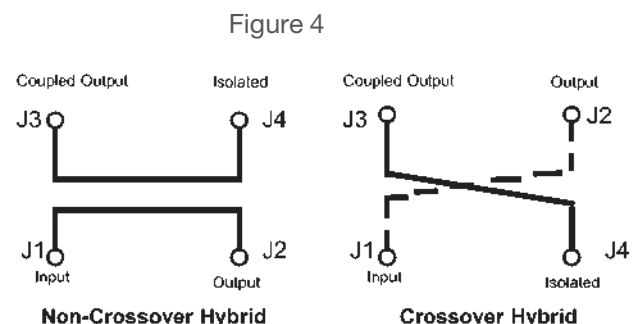 Figure 4
Coupled Output Isolated Coupled Output Output
J3 J4 J3 J2
J1 J2 J1 J4
Input Output Input Isolated
Non-Crossover Hybrid Crossover Hybrid